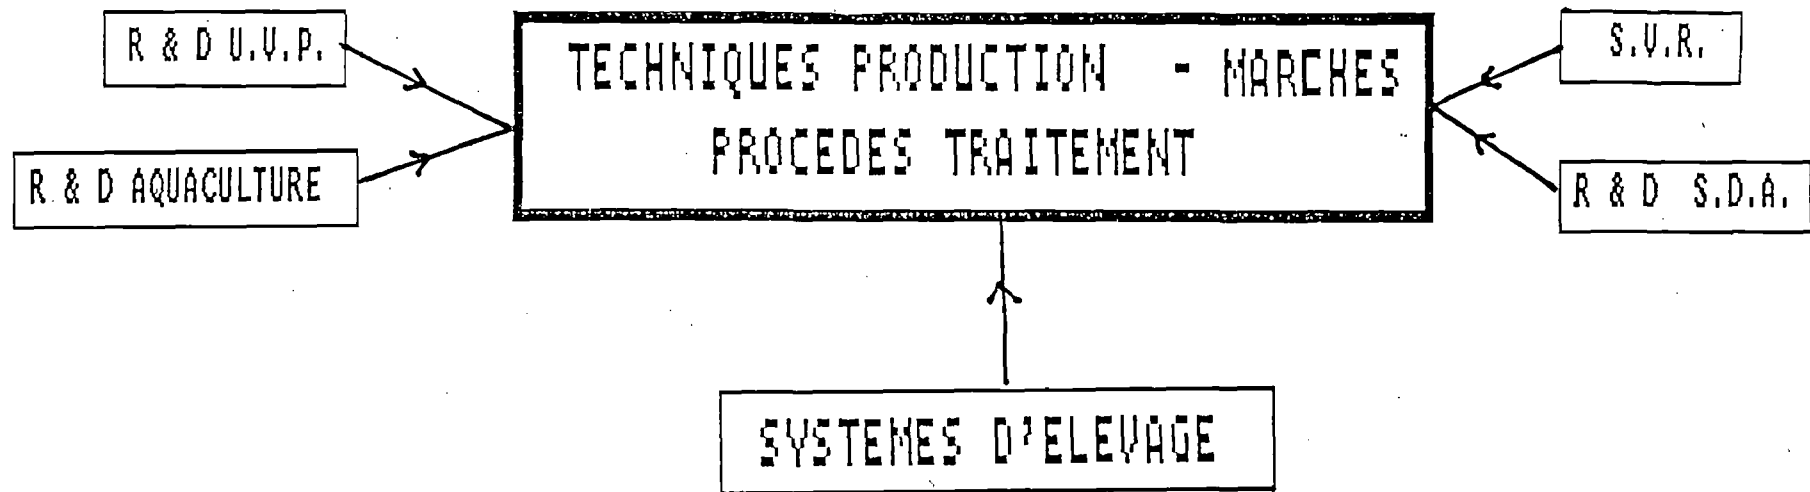 R & D U.V.P.
TECHNIQUES PRODUCTION - MARCHES
PROCEDES TRAITEMENT
S.V.R.
R & D AQUACULTURE
R & D S.D.A.
SYSTEMES D'ELEVAGE